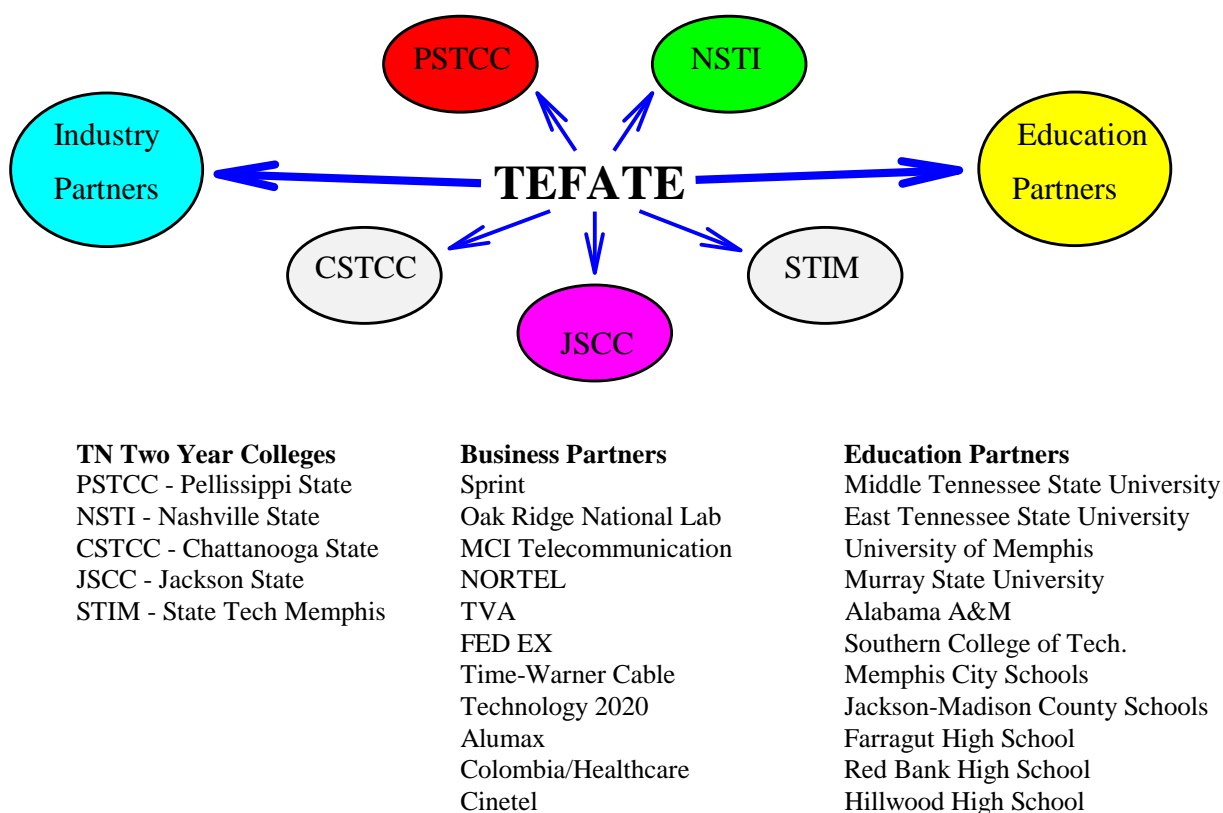 PSTCC
NSTI
Industry
Partners
TEFATE
Education
Partners
CSTCC
STIM
JSCC
TN Two Year Colleges
PSTCC - Pellissippi State
NSTI - Nashville State
CSTCC - Chattanooga State
JSCC - Jackson State
STIM - State Tech Memphis
Business Partners
Sprint
Oak Ridge National Lab
MCI Telecommunication
NORTEL
TVA
FED EX
Time-Warner Cable
Technology 2020
Alumax
Colombia/Healthcare
Cinetel
Education Partners
Middle Tennessee State University
East Tennessee State University
University of Memphis
Murray State University
Alabama A&M
Southern College of Tech.
Memphis City Schools
Jackson-Madison County Schools
Farragut High School
Red Bank High School
Hillwood High School